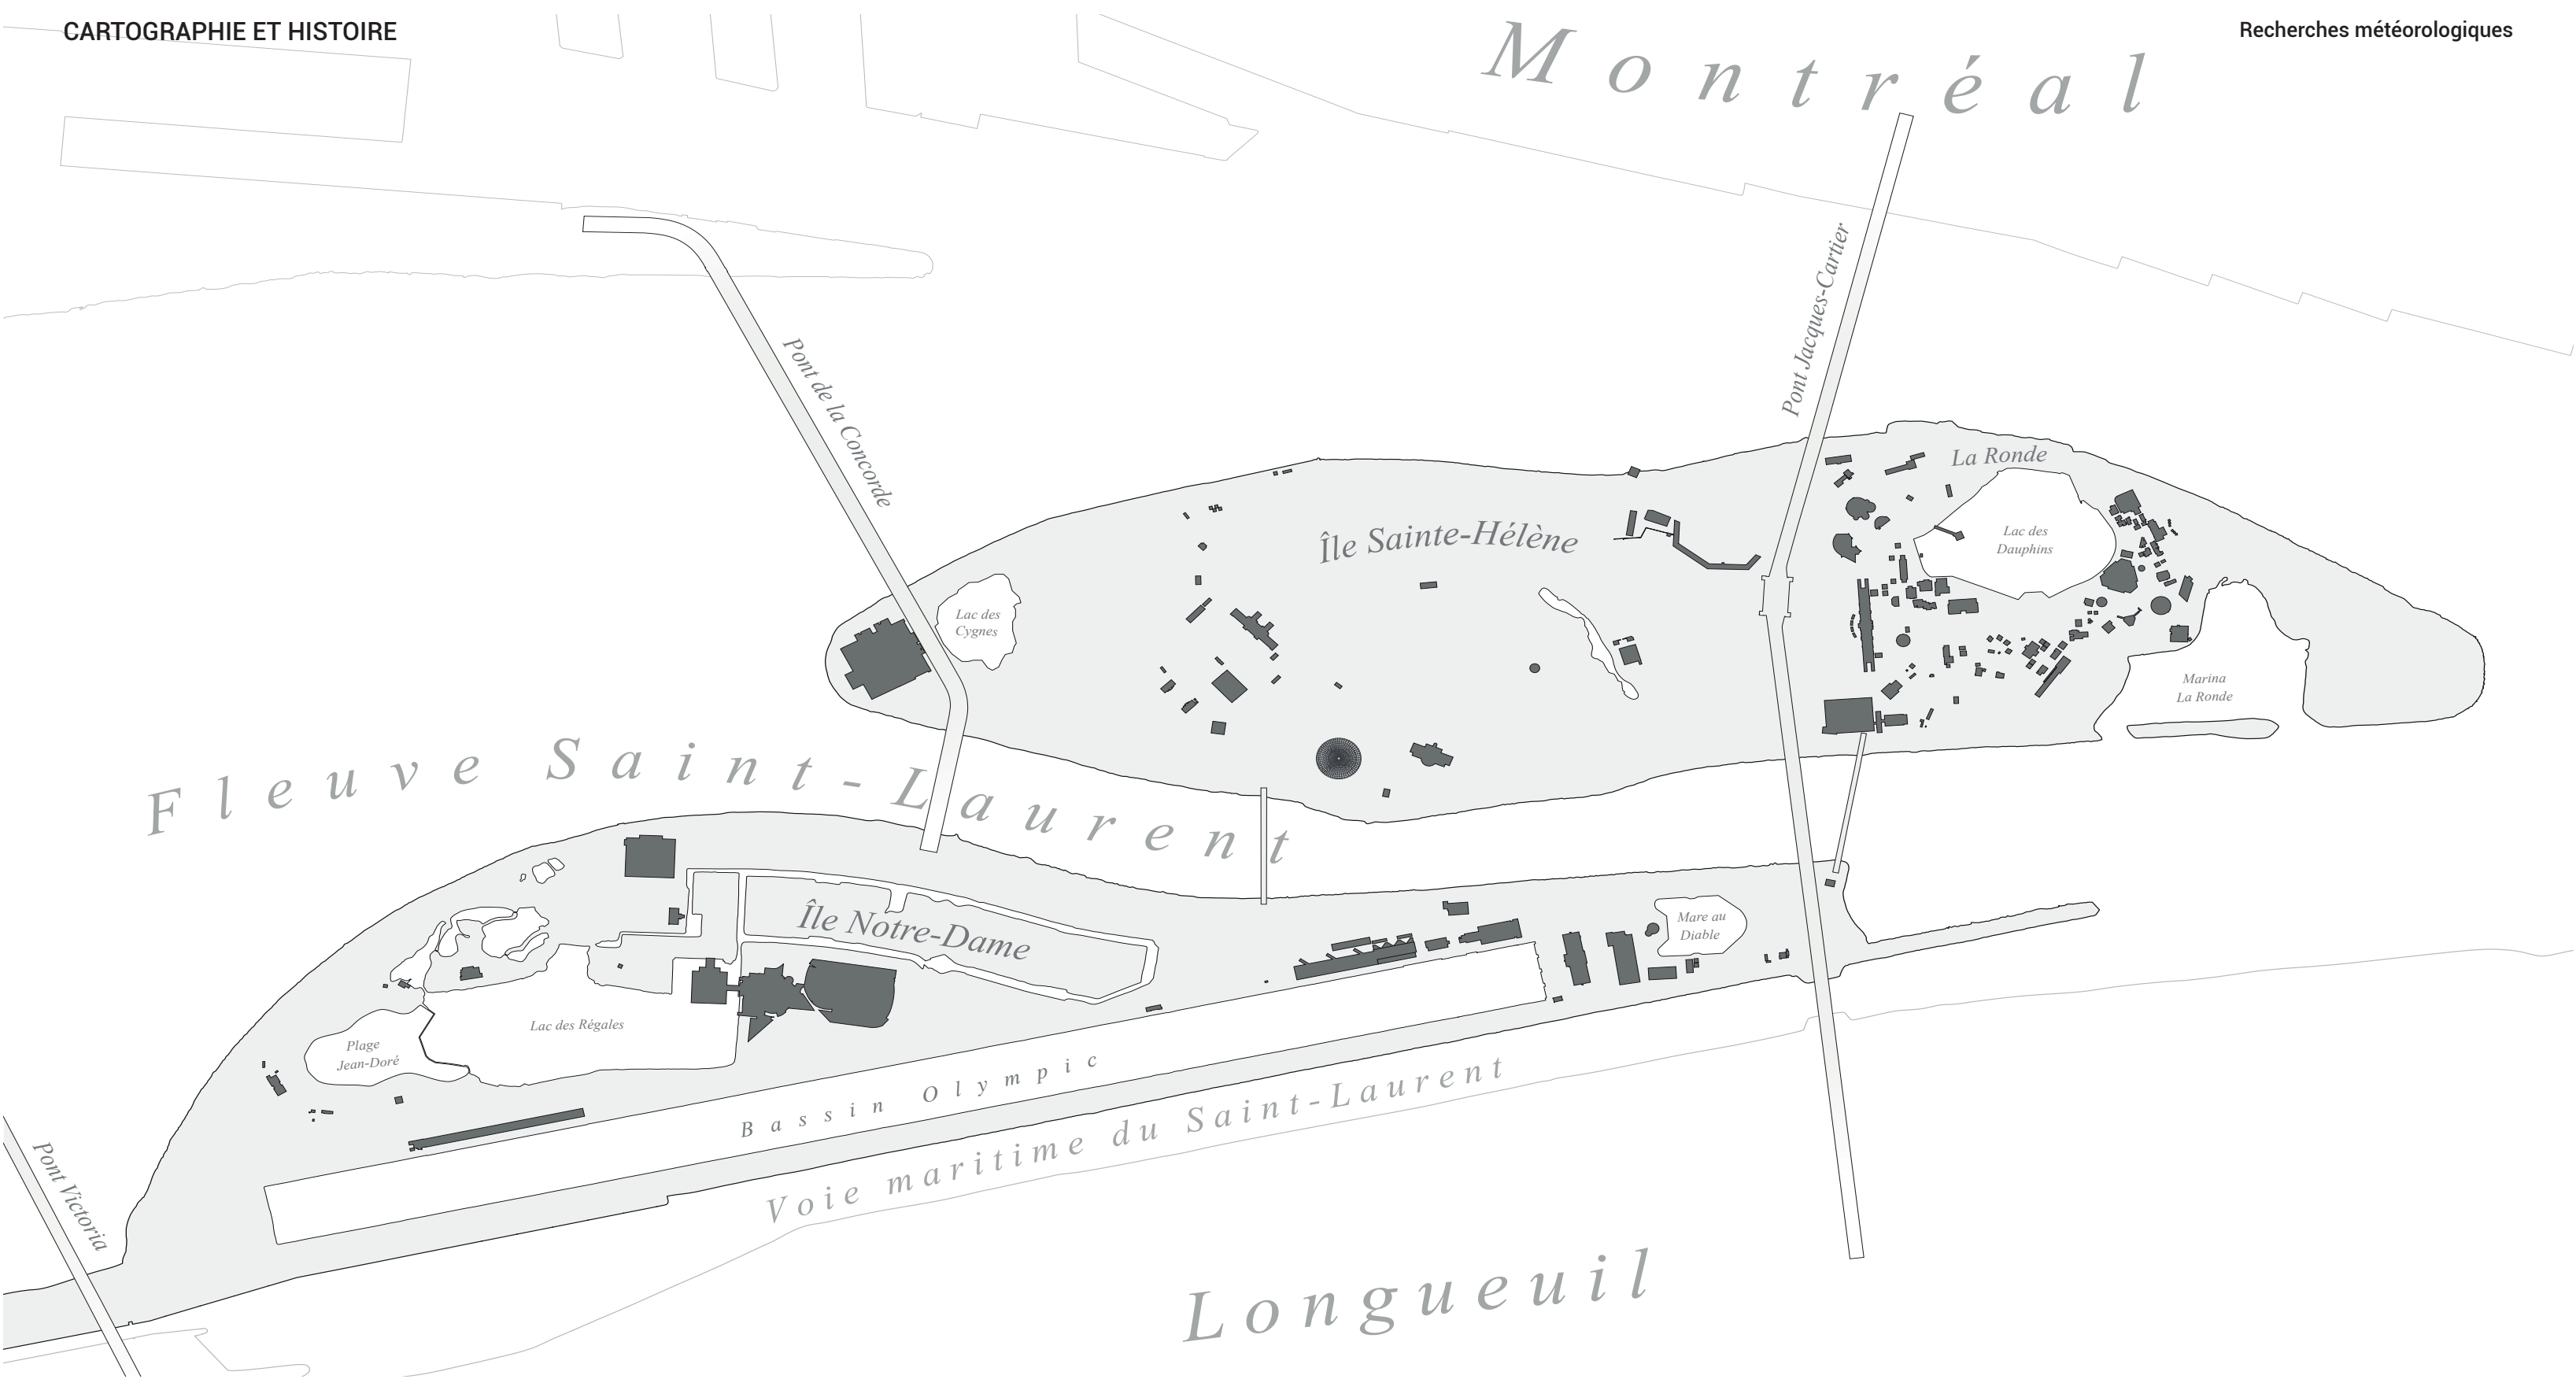 CARTOGRAPHIE ET HISTOIRE
Recherches météorologiques
Montréal
Pont Jacques-Cartier
Pont de la Concorde
La Ronde
Île Sainte-Hélène
Lac des
Dauphins
Lac des
Cygnes
Marina
La Ronde
Fleuve Saint-Laurent
Île Notre-Dame
Mare au
Diable
Lac des Régales
Plage
Jean-Doré
Bassin Olympic
Voie maritime du Saint-Laurent
Pont Victoria
Longueuil